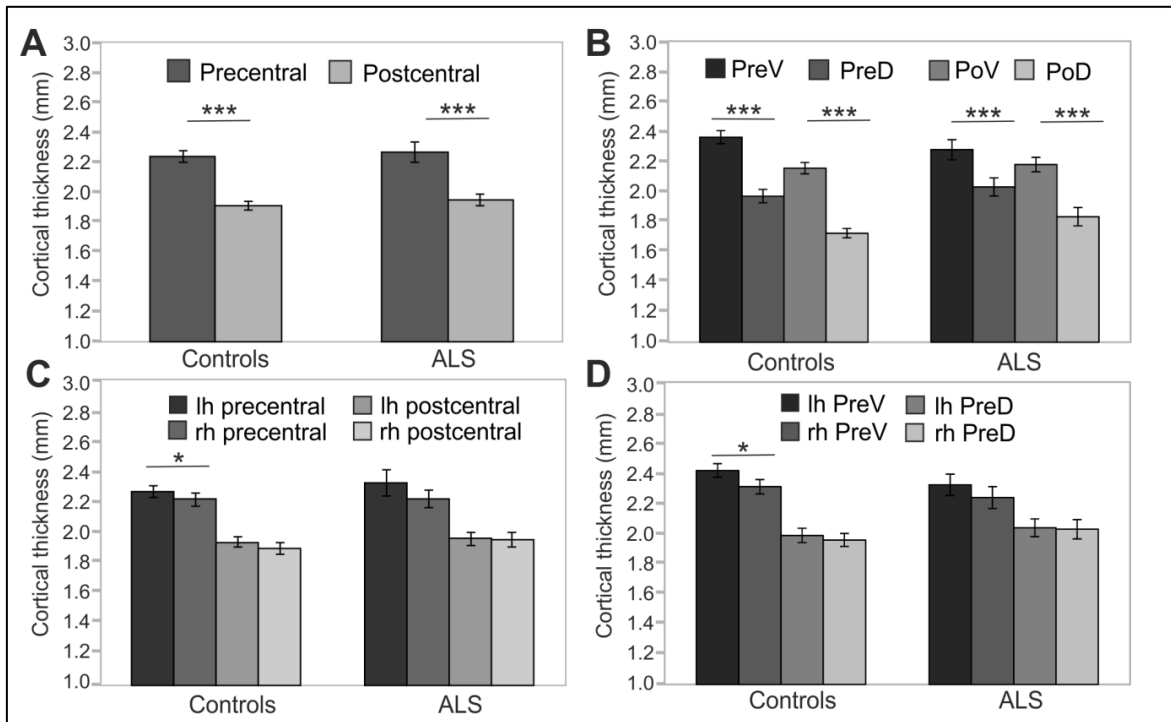 A
Cortical thickness (mm)
3.0
2.8
2.6
2.4
2.2
2.0
1.8
1.6
1.4
1.2
1.0
Precentral Postcentral
*** ***
Controls ALS
B
Cortical thickness (mm)
3.0
2.8
2.6
2.4
2.2
2.0
1.8
1.6
1.4
1.2
1.0
PreV PreD PoV PoD
*** *** *** ***
Controls ALS
C
Cortical thickness (mm)
3.0
2.8
2.6
2.4
2.2
2.0
1.8
1.6
1.4
1.2
1.0
lh precentral lh postcentral
rh precentral rh postcentral
*
Controls ALS
D
Cortical thickness (mm)
3.0
2.8
2.6
2.4
2.2
2.0
1.8
1.6
1.4
1.2
1.0
lh PreV lh PreD
rh PreV rh PreD
*
Controls ALS